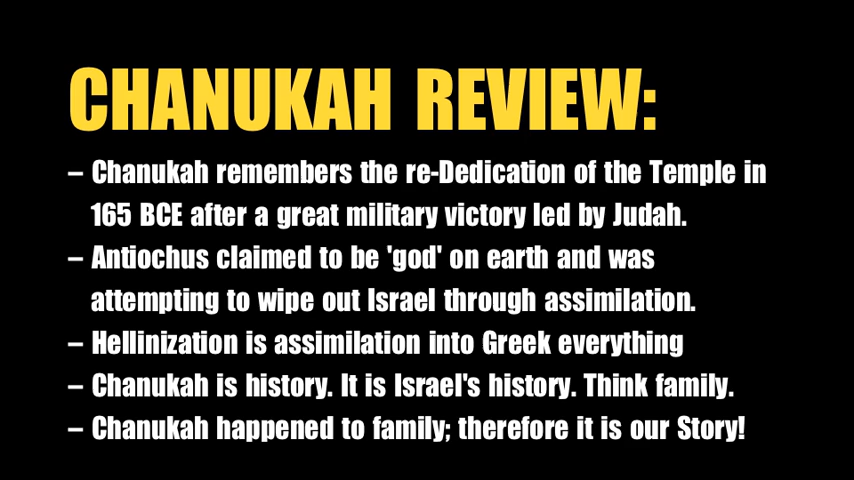 CHANUKAH REVIEW:
– Chanukah remembers the re-Dedication of the Temple in
165 BCE after a great military victory led by Judah.
– Antiochus claimed to be 'god' on earth and was
attempting to wipe out Israel through assimilation.
– Hellinization is assimilation into Greek everything
– Chanukah is history. It is Israel's history. Think family.
– Chanukah happened to family; therefore it is our Story!